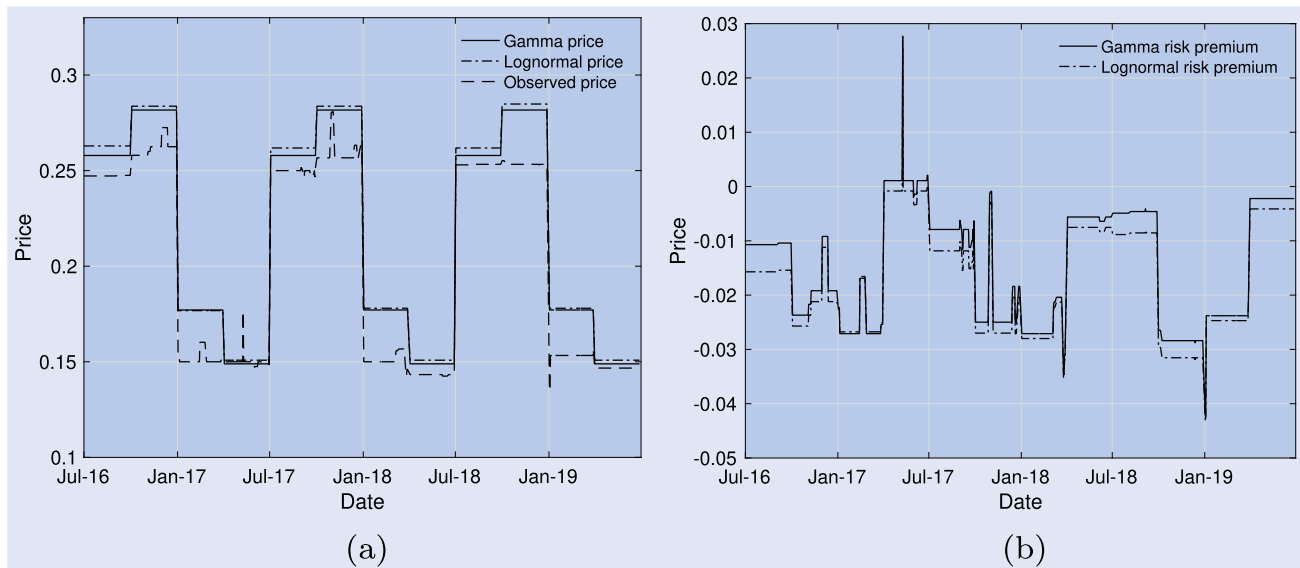 Gamma price
Lognormal price
Observed price
0.3
0.25
0.2
0.15
0.1
Price
Jul-16 Jan-17 Jul-17 Jan-18 Jul-18 Jan-19
Date
(a)
Gamma risk premium
Lognormal risk premium
0.03
0.02
0.01
0
-0.01
-0.02
-0.03
-0.04
-0.05
Price
Jul-16 Jan-17 Jul-17 Jan-18 Jul-18 Jan-19
Date
(b)